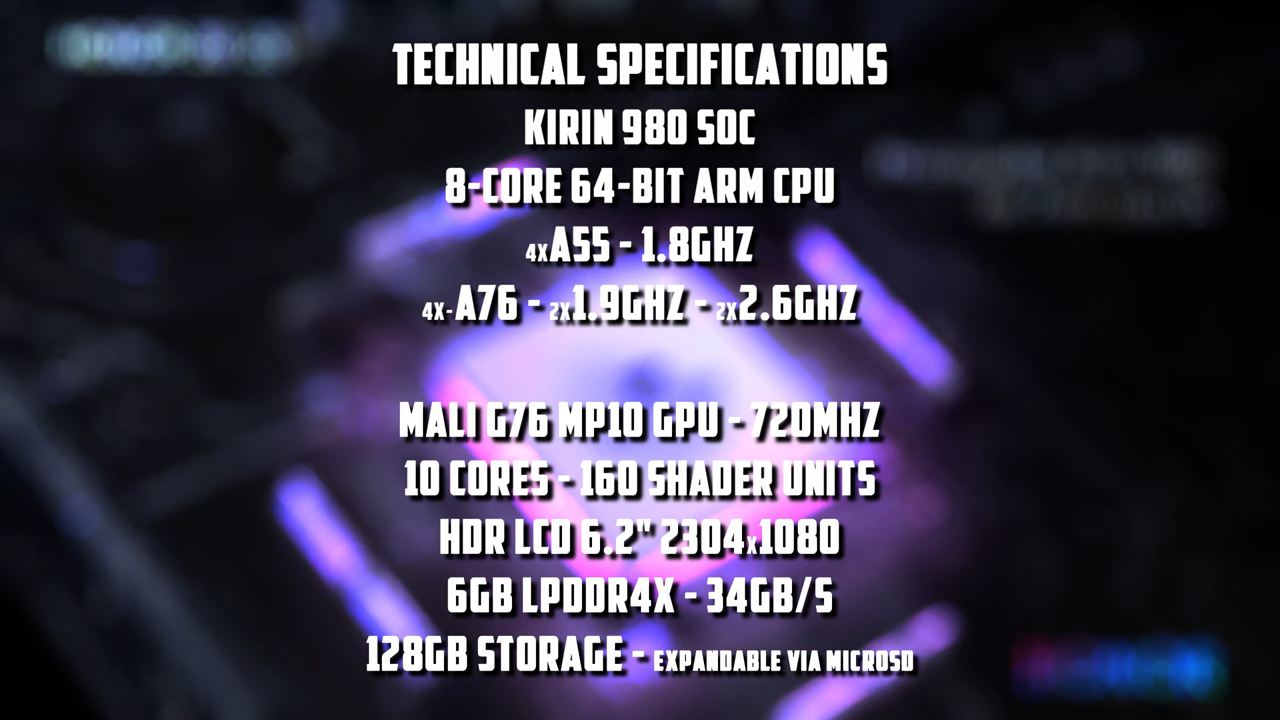 TECHNICAL SPECIFICATIONS
KIRIN 980 SOC
8-CORE 64-BIT ARM CPU
4XA55 - 1.8GHZ
4X-A76 - 2X1.9GHZ - 2X2.6GHZ
MALI G76 MP10 GPU - 720MHZ
10 CORES - 160 SHADER UNITS
HDR LCD 6.2" 2304X1080
6GB LPDDR4X - 34GB/S
128GB STORAGE - EXPANDABLE VIA MICROSD